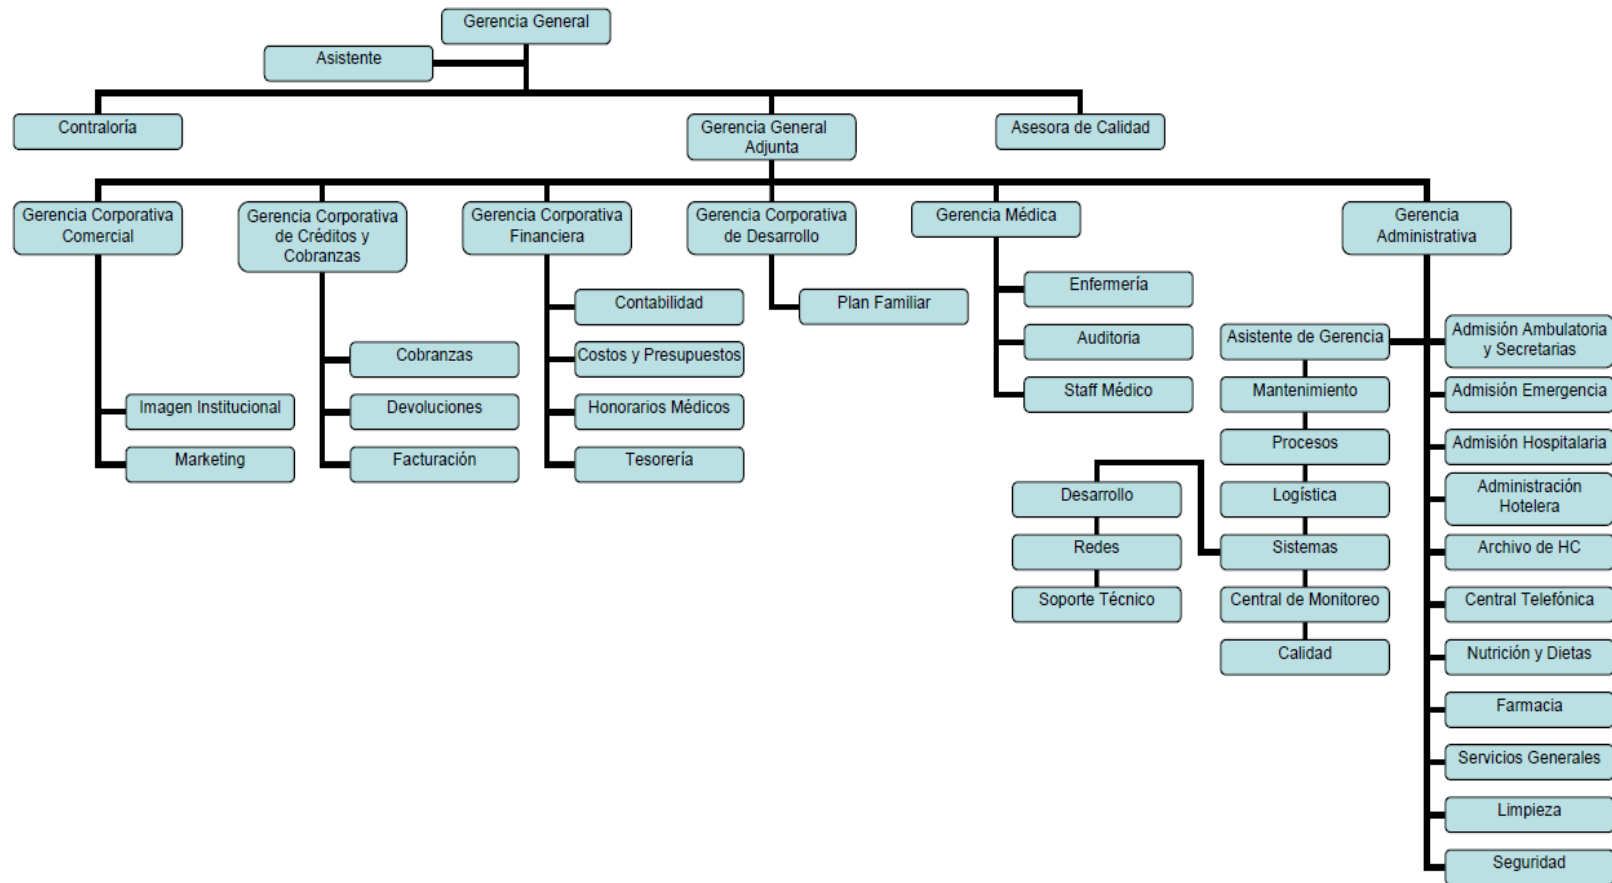 Gerencia General
Asistente
Contraloría
Gerencia General
Adjunta
Asesora de Calidad
Gerencia Corporativa
Comercial
Gerencia Corporativa
de Créditos y
Cobranzas
Gerencia Corporativa
Financiera
Gerencia Corporativa
de Desarrollo
Gerencia Médica
Gerencia
Administrativa
Imagen Institucional
Marketing
Cobranzas
Devoluciones
Facturación
Contabilidad
Costos y Presupuestos
Honorarios Médicos
Tesorería
Plan Familiar
Enfermería
Auditoria
Staff Médico
Asistente de Gerencia
Mantenimiento
Procesos
Logística
Sistemas
Central de Monitoreo
Calidad
Desarrollo
Redes
Soporte Técnico
Admisión Ambulatoria
y Secretarias
Admisión Emergencia
Admisión Hospitalaria
Administración
Hotelera
Archivo de HC
Central Telefónica
Nutrición y Dietas
Farmacia
Servicios Generales
Limpieza
Seguridad